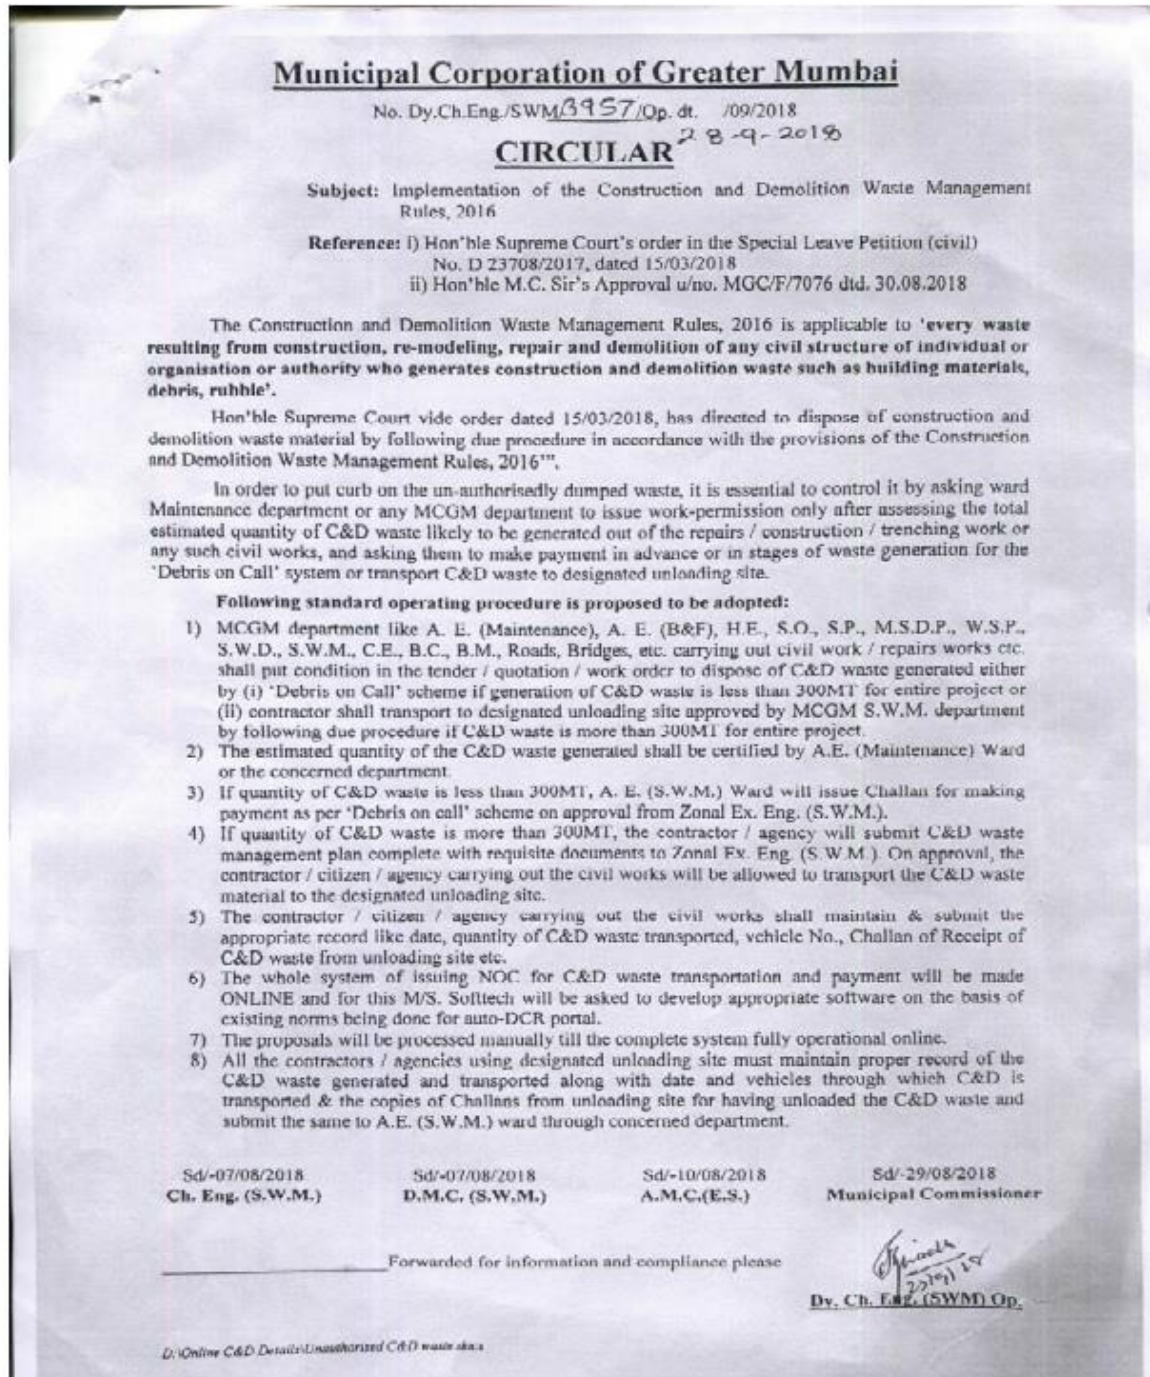 Municipal Corporation of Greater Mumbai
No. Dy.Ch.Eng./SWM/3957/Op. dt. /09/2018
28-9-2018
CIRCULAR
Subject: Implementation of the Construction and Demolition Waste Management
Rules, 2016
Reference: i) Hon'ble Supreme Court's order in the Special Leave Petition (civil)
No. D 23708/2017, dated 15/03/2018
ii) Hon'ble M.C. Sir's Approval u/no. MGC/F/7076 dtd. 30.08.2018
The Construction and Demolition Waste Management Rules, 2016 is applicable to 'every waste
resulting from construction, re-modeling, repair and demolition of any civil structure of individual or
organisation or authority who generates construction and demolition waste such as building materials,
debris, rubble'.
Hon'ble Supreme Court vide order dated 15/03/2018, has directed to dispose of construction and
demolition waste material by following due procedure in accordance with the provisions of the Construction
and Demolition Waste Management Rules, 2016'".
In order to put curb on the un-authorisedly dumped waste, it is essential to control it by asking ward
Maintenance department or any MCGM department to issue work-permission only after assessing the total
estimated quantity of C&D waste likely to be generated out of the repairs / construction / trenching work or
any such civil works, and asking them to make payment in advance or in stages of waste generation for the
'Debris on Call' system or transport C&D waste to designated unloading site.
Following standard operating procedure is proposed to be adopted:
1) MCGM department like A. E. (Maintenance), A. E. (B&F), H.E., S.O., S.P., M.S.D.P., W.S.P.,
S.W.D., S.W.M., C.E., B.C., B.M., Roads, Bridges, etc. carrying out civil work / repairs works etc.
shall put condition in the tender / quotation / work order to dispose of C&D waste generated either
by (i) 'Debris on Call' scheme if generation of C&D waste is less than 300MT for entire project or
(ii) contractor shall transport to designated unloading site approved by MCGM S.W.M. department
by following due procedure if C&D waste is more than 300MT for entire project.
2) The estimated quantity of the C&D waste generated shall be certified by A.E. (Maintenance) Ward
or the concerned department.
3) If quantity of C&D waste is less than 300MT, A. E. (S.W.M.) Ward will issue Challan for making
payment as per 'Debris on call' scheme on approval from Zonal Ex. Eng. (S.W.M.).
4) If quantity of C&D waste is more than 300MT, the contractor / agency will submit C&D waste
management plan complete with requisite documents to Zonal Ex. Eng. (S.W.M.). On approval, the
contractor / citizen / agency carrying out the civil works will be allowed to transport the C&D waste
material to the designated unloading site.
5) The contractor / citizen / agency carrying out the civil works shall maintain & submit the
appropriate record like date, quantity of C&D waste transported, vehicle No., Challan of Receipt of
C&D waste from unloading site etc.
6) The whole system of issuing NOC for C&D waste transportation and payment will be made
ONLINE and for this M/S. Softtech will be asked to develop appropriate software on the basis of
existing norms being done for auto-DCR portal.
7) The proposals will be processed manually till the complete system fully operational online.
8) All the contractors / agencies using designated unloading site must maintain proper record of the
C&D waste generated and transported along with date and vehicles through which C&D is
transported & the copies of Challans from unloading site for having unloaded the C&D waste and
submit the same to A.E. (S.W.M.) ward through concerned department.
Sd/-07/08/2018 Sd/-07/08/2018 Sd/-10/08/2018 Sd/-29/08/2018
Ch. Eng. (S.W.M.) D.M.C. (S.W.M.) A.M.C.(E.S.) Municipal Commissioner
Forwarded for information and compliance please
Dy. Ch. Eng. (SWM) Op.
D:\Online C&D Details\Unauthorized C&D waste